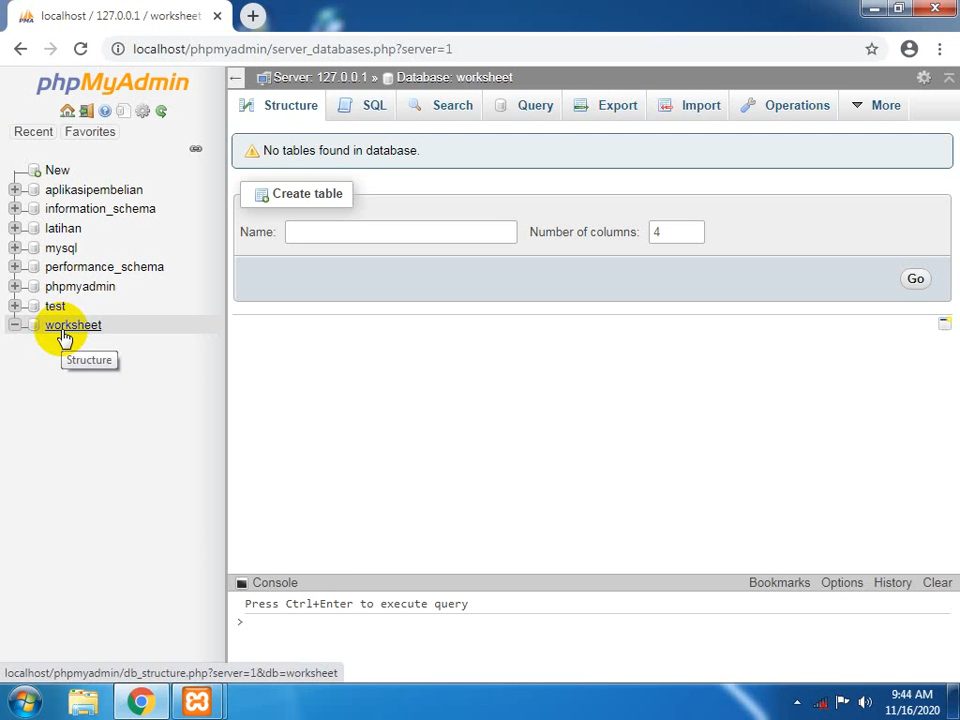 localhost / 127.0.0.1 / worksheet
localhost/phpmyadmin/server_databases.php?server=1
phpMyAdmin
Recent
Favorites
New
aplikasipembelian
information_schema
latihan
mysql
performance_schema
phpmyadmin
test
worksheet
Structure
Server: 127.0.0.1 » Database: worksheet
Structure
SQL
Search
Query
Export
Import
Operations
More
No tables found in database.
Create table
Name:
Number of columns: 4
Go
Console
Bookmarks Options History Clear
Press Ctrl+Enter to execute query
>
localhost/phpmyadmin/db_structure.php?server=1&db=worksheet
9:44 AM
11/16/2020